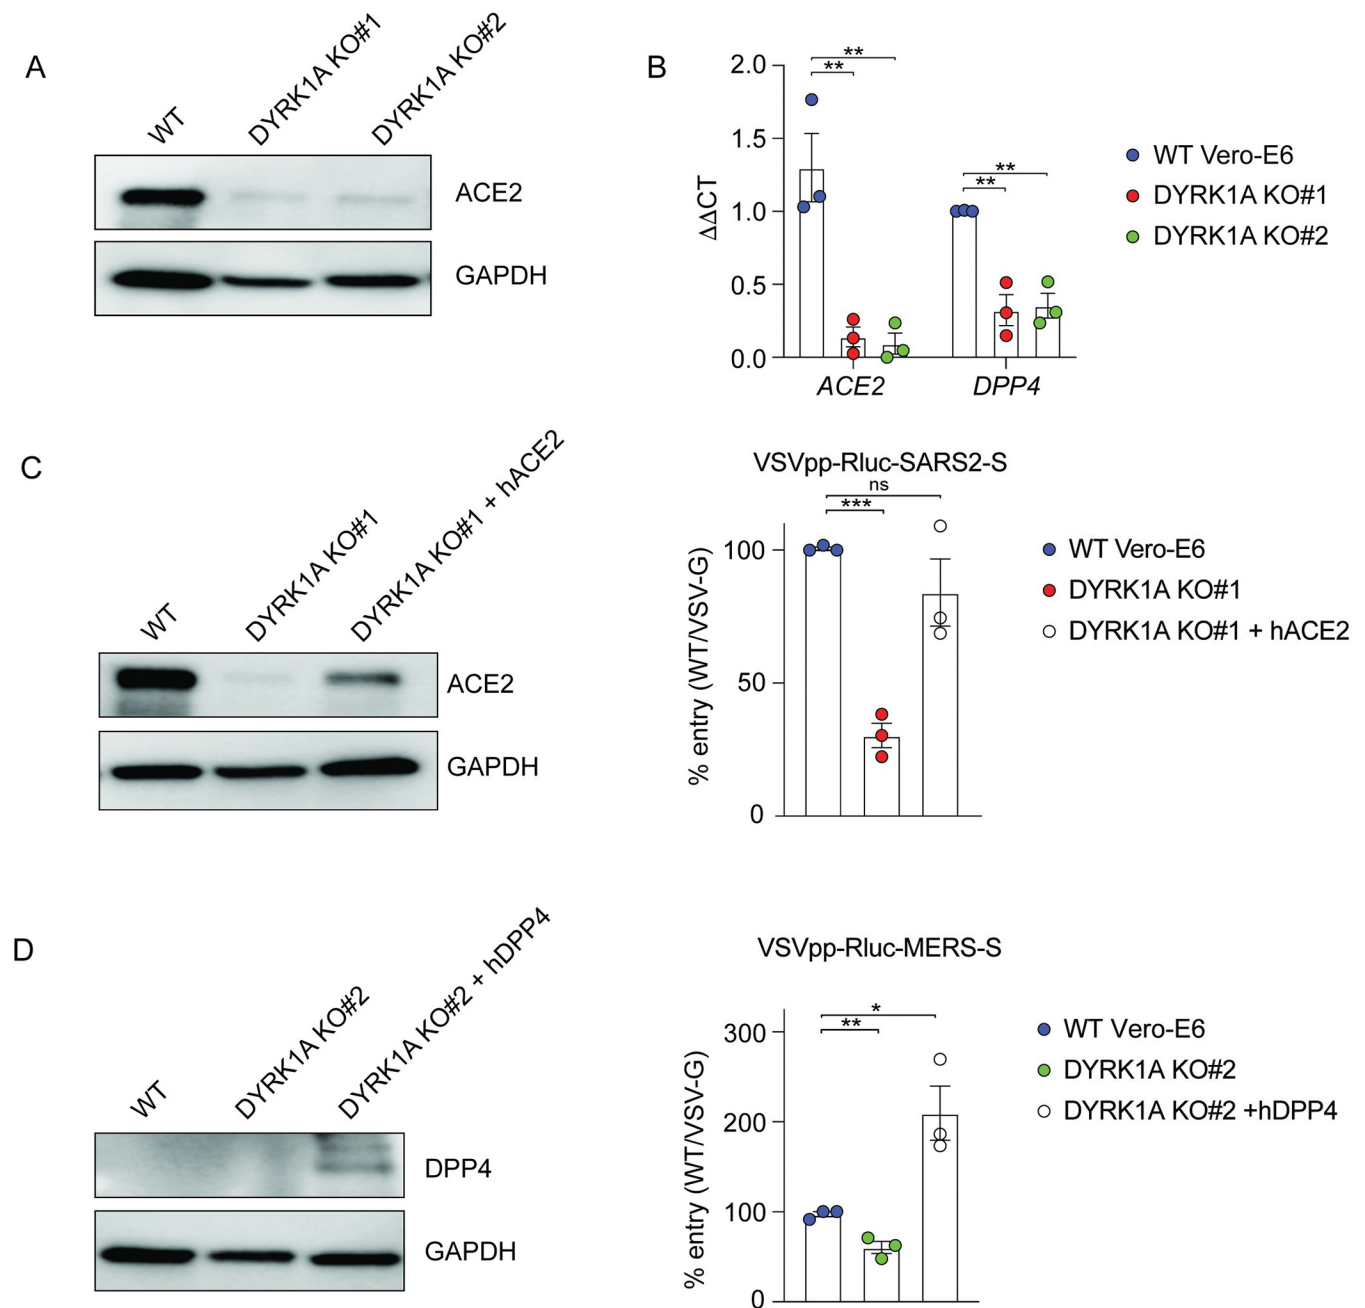 A
WT
DYRK1A KO#1
DYRK1A KO#2
ACE2
GAPDH
B
ΔΔCT
2.0
1.5
1.0
0.5
0.0
**
**
**
**
ACE2
DPP4
WT Vero-E6
DYRK1A KO#1
DYRK1A KO#2
C
WT
DYRK1A KO#1
DYRK1A KO#1 + hACE2
ACE2
GAPDH
VSVpp-Rluc-SARS2-S
ns
***
% entry (WT/VSV-G)
100
50
0
WT Vero-E6
DYRK1A KO#1
DYRK1A KO#1 + hACE2
D
WT
DYRK1A KO#2
DYRK1A KO#2 + hDPP4
DPP4
GAPDH
VSVpp-Rluc-MERS-S
*
**
% entry (WT/VSV-G)
300
200
100
0
WT Vero-E6
DYRK1A KO#2
DYRK1A KO#2 +hDPP4